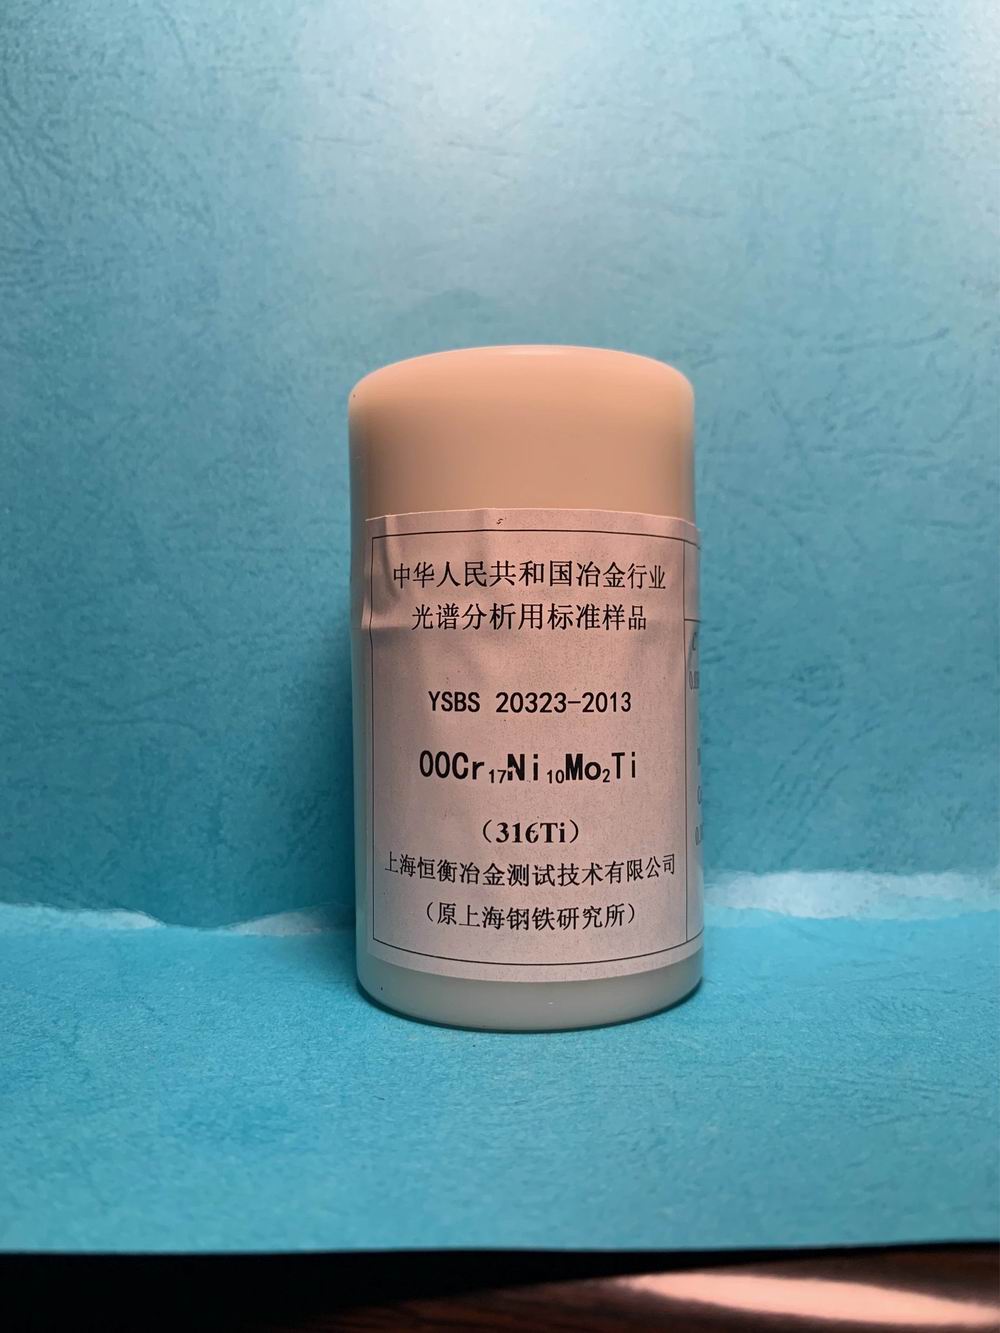 中华人民共和国冶金行业
光谱分析用标准样品
YSBS 20323-2013
00Cr₁₇Ni₁₀Mo₂Ti
（316Ti）
上海恒衡冶金测试技术有限公司
（原上海钢铁研究所）